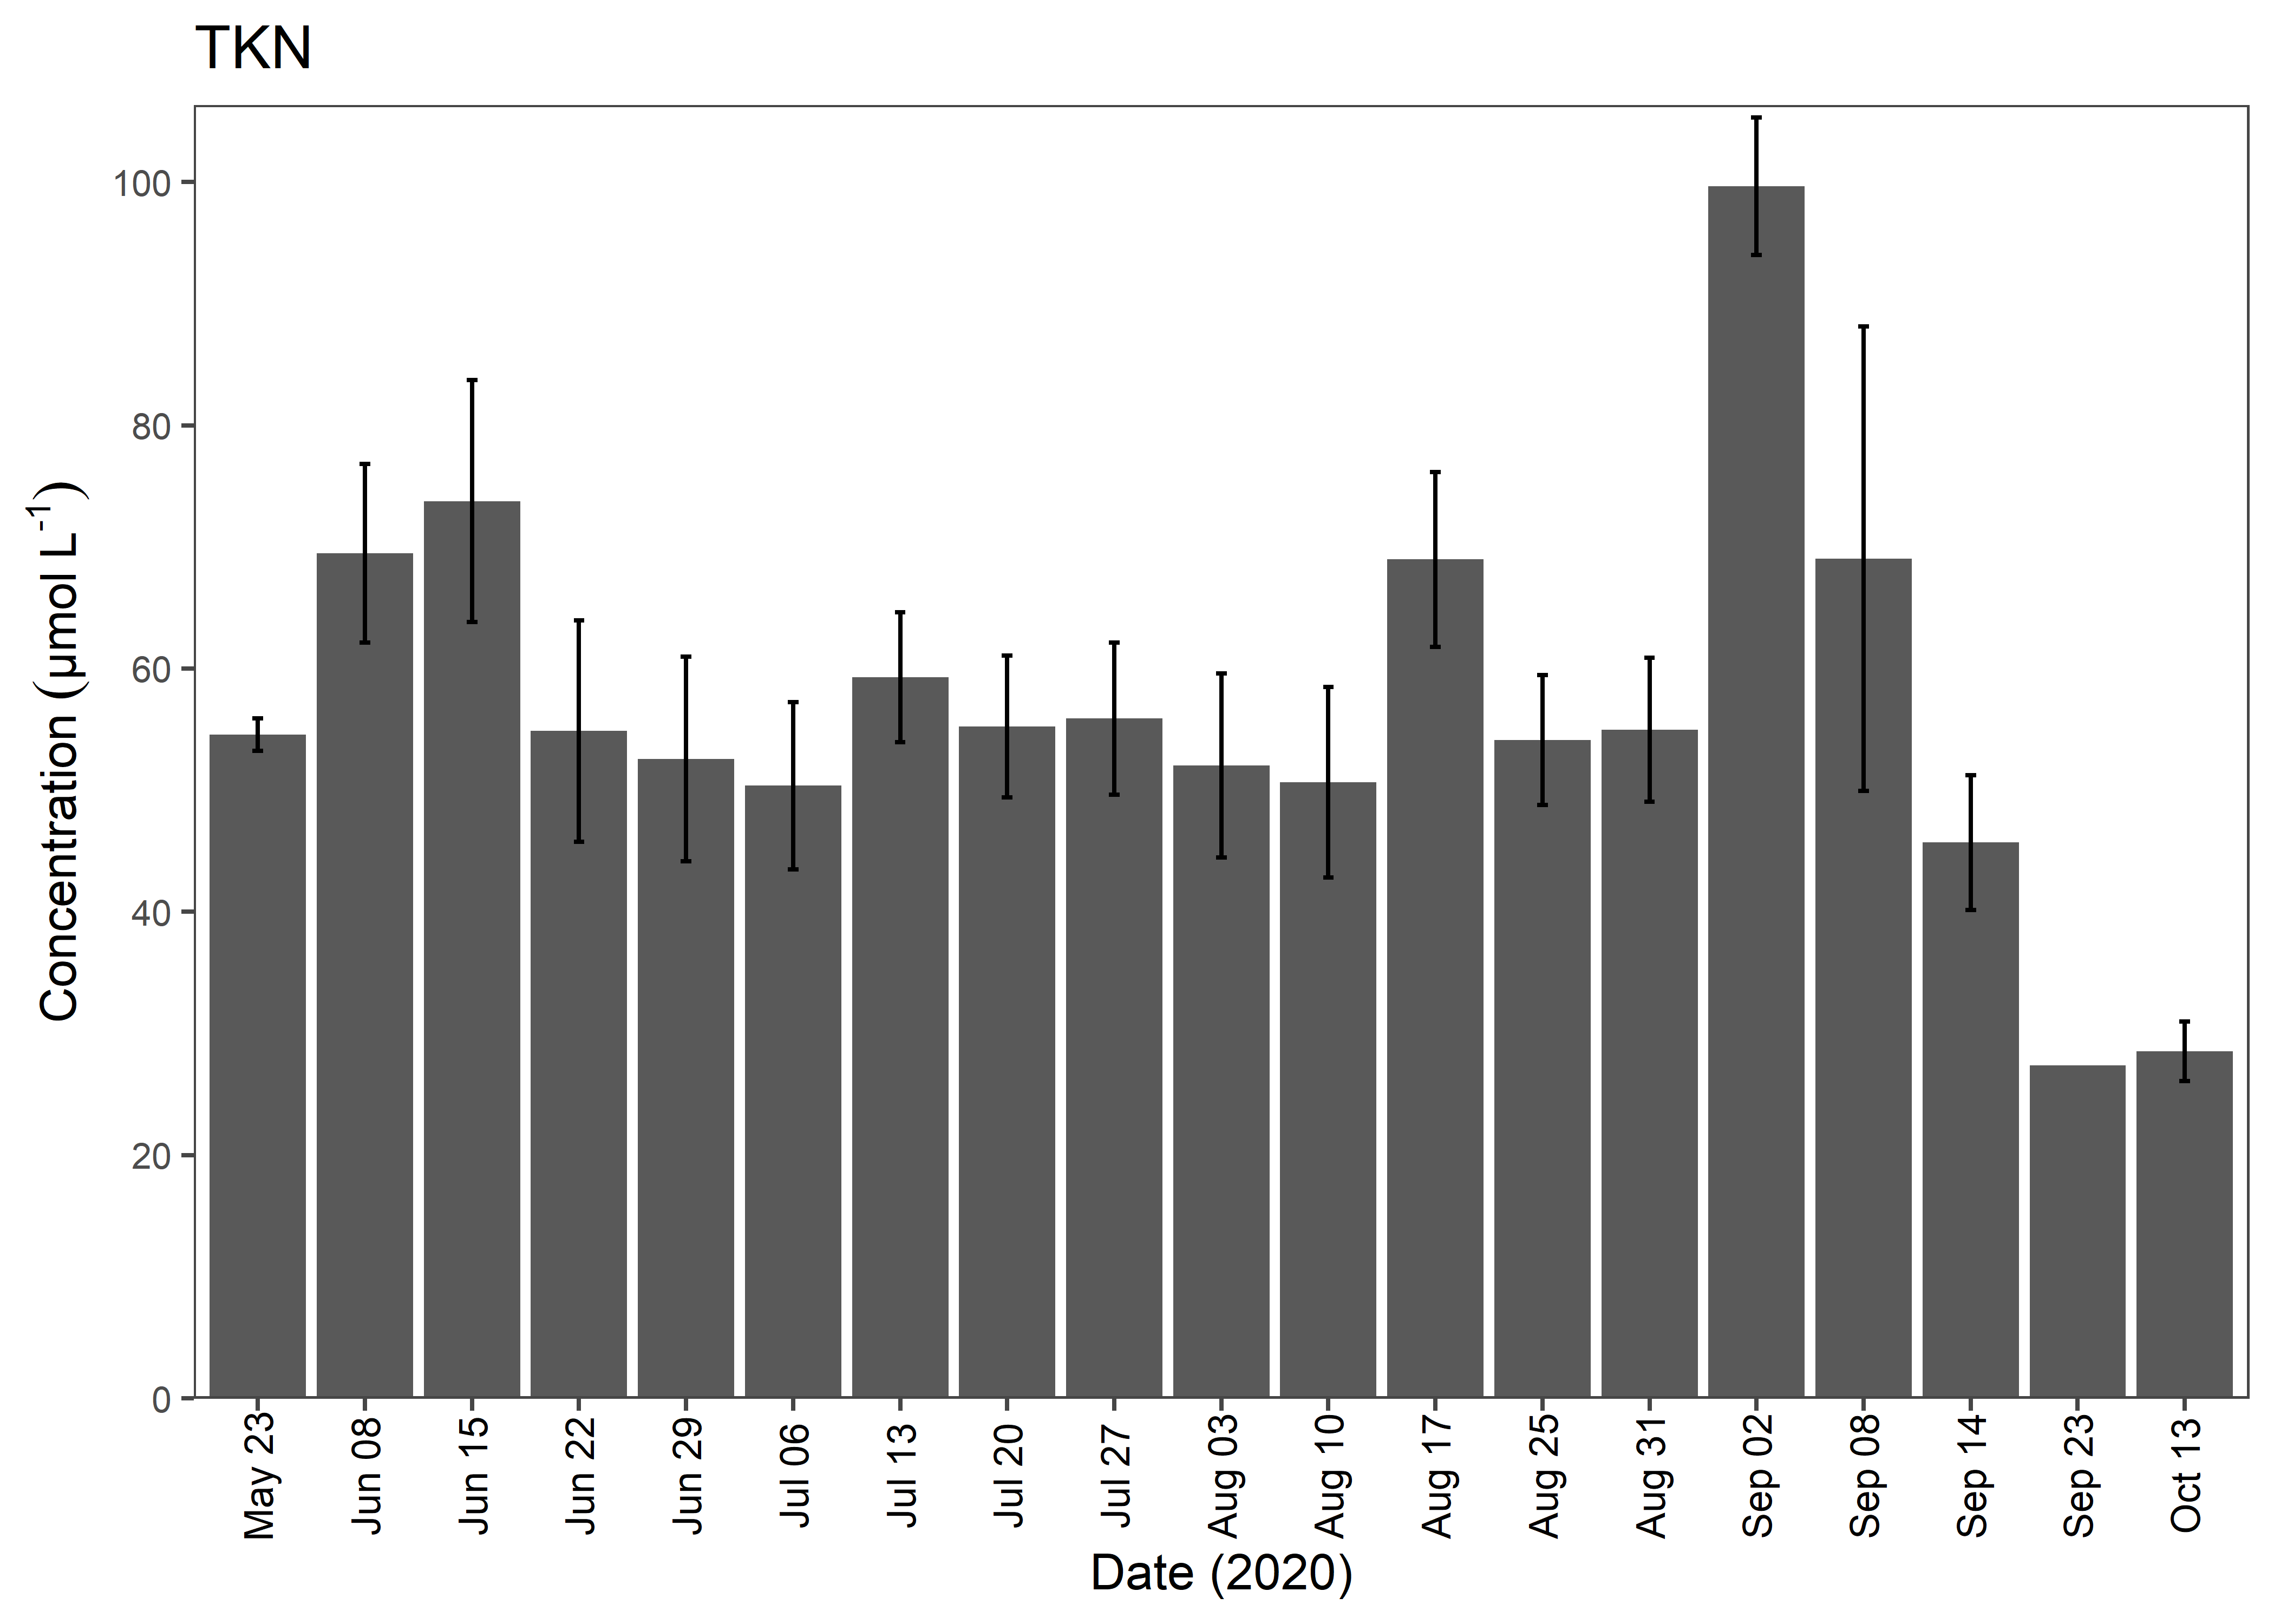 TKN
Concentration (μmol L⁻¹)
100
80
60
40
20
0
May 23
Jun 08
Jun 15
Jun 22
Jun 29
Jul 06
Jul 13
Jul 20
Jul 27
Aug 03
Aug 10
Aug 17
Aug 25
Aug 31
Sep 02
Sep 08
Sep 14
Sep 23
Oct 13
Date (2020)